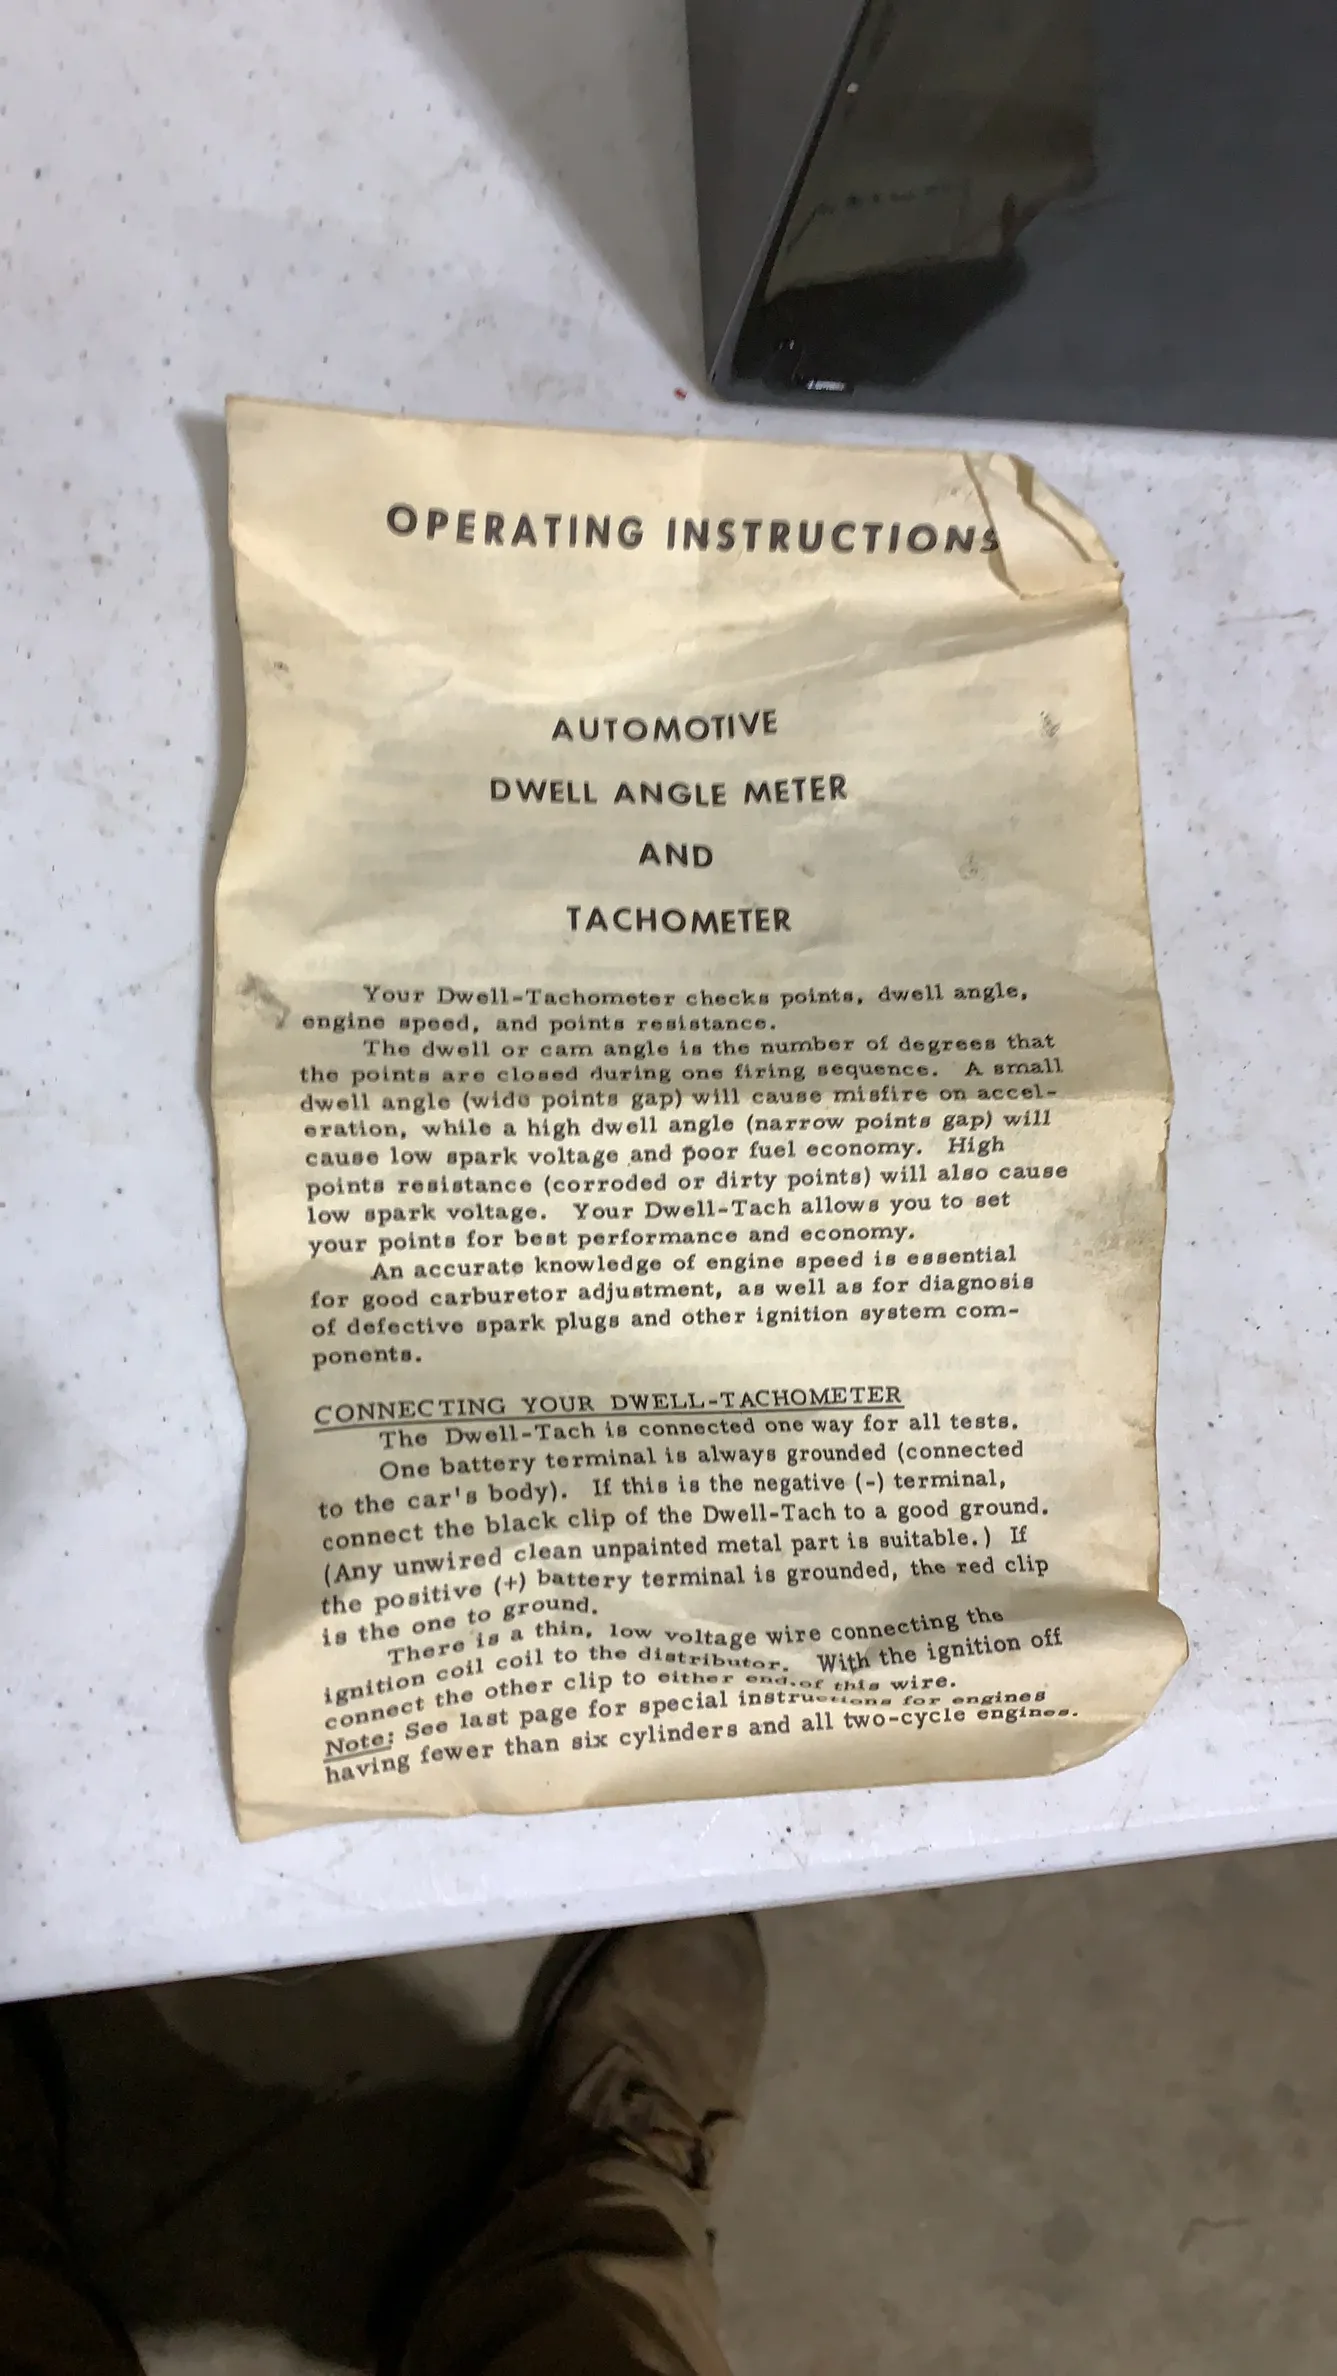 OPERATING INSTRUCTIONS
AUTOMOTIVE
DWELL ANGLE METER
AND
TACHOMETER
Your Dwell-Tachometer checks points, dwell angle,
engine speed, and points resistance.
The dwell or cam angle is the number of degrees that
the points are closed during one firing sequence. A small
dwell angle (wide points gap) will cause misfire on accel-
eration, while a high dwell angle (narrow points gap) will
cause low spark voltage and poor fuel economy. High
points resistance (corroded or dirty points) will also cause
low spark voltage. Your Dwell-Tach allows you to set
your points for best performance and economy.
An accurate knowledge of engine speed is essential
for good carburetor adjustment, as well as for diagnosis
of defective spark plugs and other ignition system com-
ponents.
CONNECTING YOUR DWELL-TACHOMETER
The Dwell-Tach is connected one way for all tests.
One battery terminal is always grounded (connected
to the car's body). If this is the negative (-) terminal,
connect the black clip of the Dwell-Tach to a good ground.
(Any unwired clean unpainted metal part is suitable.) If
the positive (+) battery terminal is grounded, the red clip
is the one to ground.
There is a thin, low voltage wire connecting the
ignition coil coil to the distributor. With the ignition off
connect the other clip to either end of this wire.
Note: See last page for special instructions for engines
having fewer than six cylinders and all two-cycle engines.